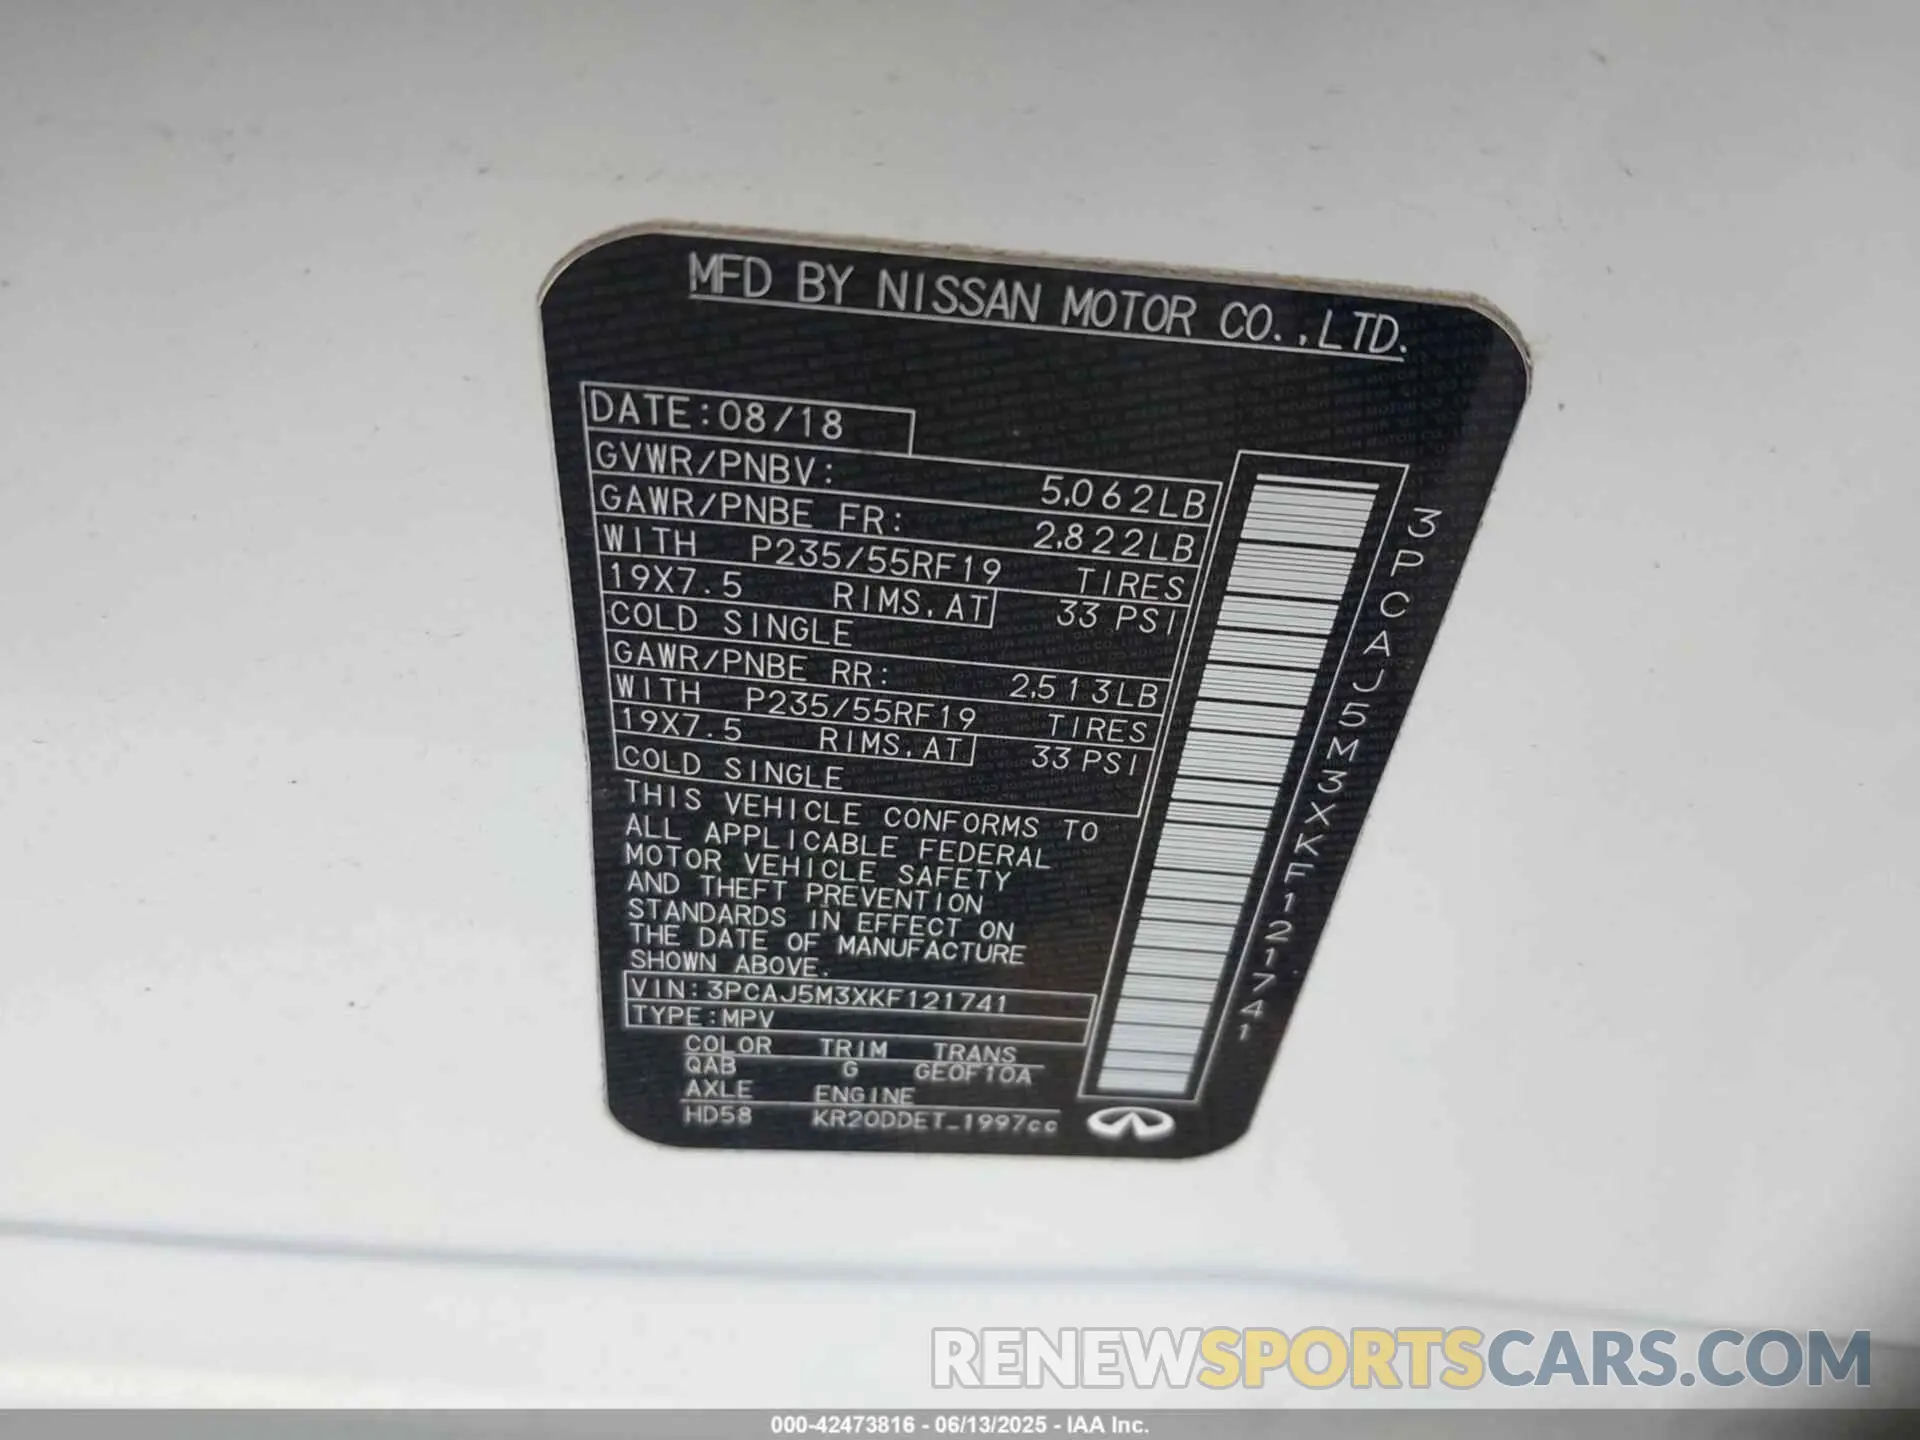 MFD BY NISSAN MOTOR CO.,LTD.
DATE:08/18
GVWR/PNBV: 5,062LB
GAWR/PNBE FR: 2,822LB
WITH P235/55RF19 TIRES
19X7.5 RIMS,AT 33 PSI
COLD SINGLE
GAWR/PNBE RR: 2,513LB
WITH P235/55RF19 TIRES
19X7.5 RIMS,AT 33 PSI
COLD SINGLE
THIS VEHICLE CONFORMS TO
ALL APPLICABLE FEDERAL
MOTOR VEHICLE SAFETY
AND THEFT PREVENTION
STANDARDS IN EFFECT ON
THE DATE OF MANUFACTURE
SHOWN ABOVE.
VIN:3PCAJ5M3XKF121741
TYPE:MPV
COLOR TRIM TRANS
QAB G GE0F10A
AXLE ENGINE
HD58 KR20DDET_1997cc
3PCAJ5M3XKF121741
RENEWSPORTSCARS.COM
000-42473816 - 06/13/2025 - IAA Inc.